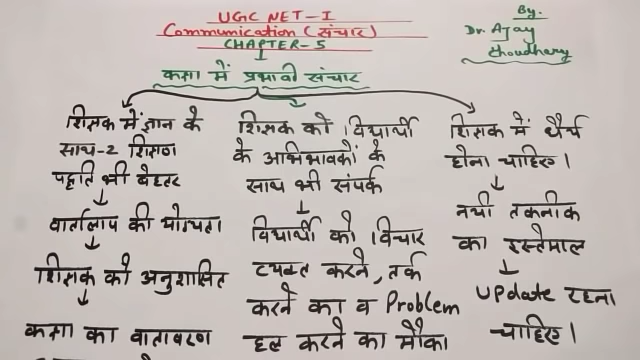 UGC NET-I
Communication (संचार)
CHAPTER-5
By.
Dr. Ajay
Choudhary
कक्षा में प्रभावी संचार
शिक्षक में ज्ञान के
साथ-2 शिक्षण
पद्दति भी बेहतर
वार्तालाप की योग्यता
शिक्षक को अनुशासित
कक्षा का वातावरण
शिक्षक को विद्यार्थी
के अभिभावकों के
साथ भी संपर्क
विद्यार्थी को विचार
व्यक्त करने, तर्क
करने का व Problem
हल करने का मौका
शिक्षक में धैर्य
होना चाहिए।
नयी तकनीक
का इस्तेमाल
Update रहना
चाहिए।